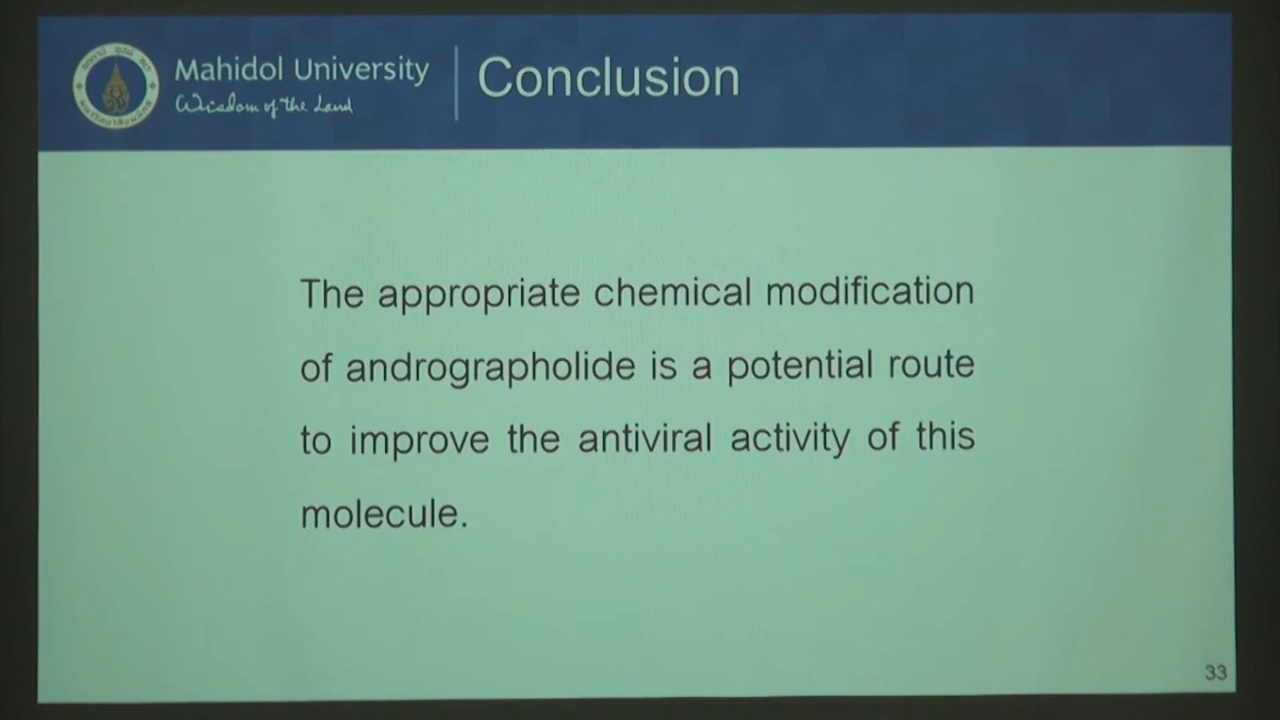 Mahidol University
Wisdom of the Land
Conclusion
The appropriate chemical modification
of andrographolide is a potential route
to improve the antiviral activity of this
molecule.
33